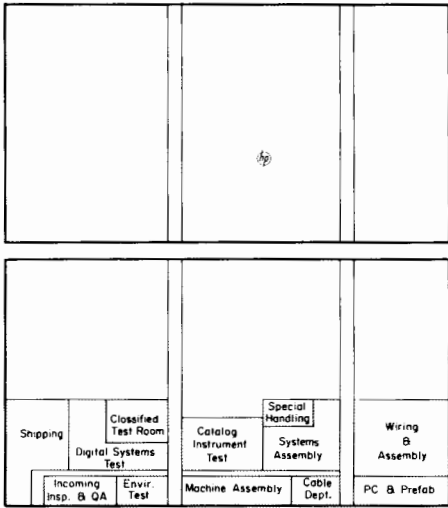 hp
Shipping
Classified
Test Room
Digital Systems
Test
Incoming
Insp. & QA
Envir.
Test
Catalog
Instrument
Test
Special
Handling
Systems
Assembly
Machine Assembly
Cable
Dept.
Wiring
&
Assembly
PC & Prefab